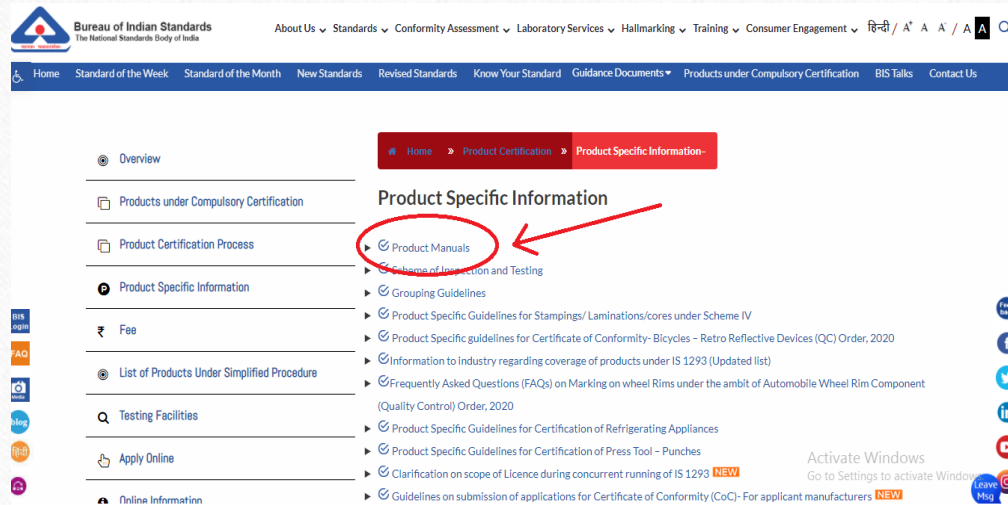 Bureau of Indian Standards
The National Standards Body of India
About Us Standards Conformity Assessment Laboratory Services Hallmarking Training Consumer Engagement हिन्दी / A+ A A- / A A
Home Standard of the Week Standard of the Month New Standards Revised Standards Know Your Standard Guidance Documents Products under Compulsory Certification BIS Talks Contact Us
Home » Product Certification » Product Specific Information–
Overview
Products under Compulsory Certification
Product Certification Process
Product Specific Information
₹ Fee
List of Products Under Simplified Procedure
Testing Facilities
Apply Online
Online Information
Product Specific Information
Product Manuals
Scheme of Inspection and Testing
Grouping Guidelines
Product Specific Guidelines for Stampings/ Laminations/cores under Scheme IV
Product Specific guidelines for Certificate of Conformity- Bicycles – Retro Reflective Devices (QC) Order, 2020
Information to industry regarding coverage of products under IS 1293 (Updated list)
Frequently Asked Questions (FAQs) on Marking on wheel Rims under the ambit of Automobile Wheel Rim Component
(Quality Control) Order, 2020
Product Specific Guidelines for Certification of Refrigerating Appliances
Product Specific Guidelines for Certification of Press Tool – Punches
Clarification on scope of Licence during concurrent running of IS 1293 NEW
Guidelines on submission of applications for Certificate of Conformity (CoC)- For applicant manufacturers NEW
BIS
Login
FAQ
Media
blog
हिंदी
Activate Windows
Go to Settings to activate Windows
Leave
Msg